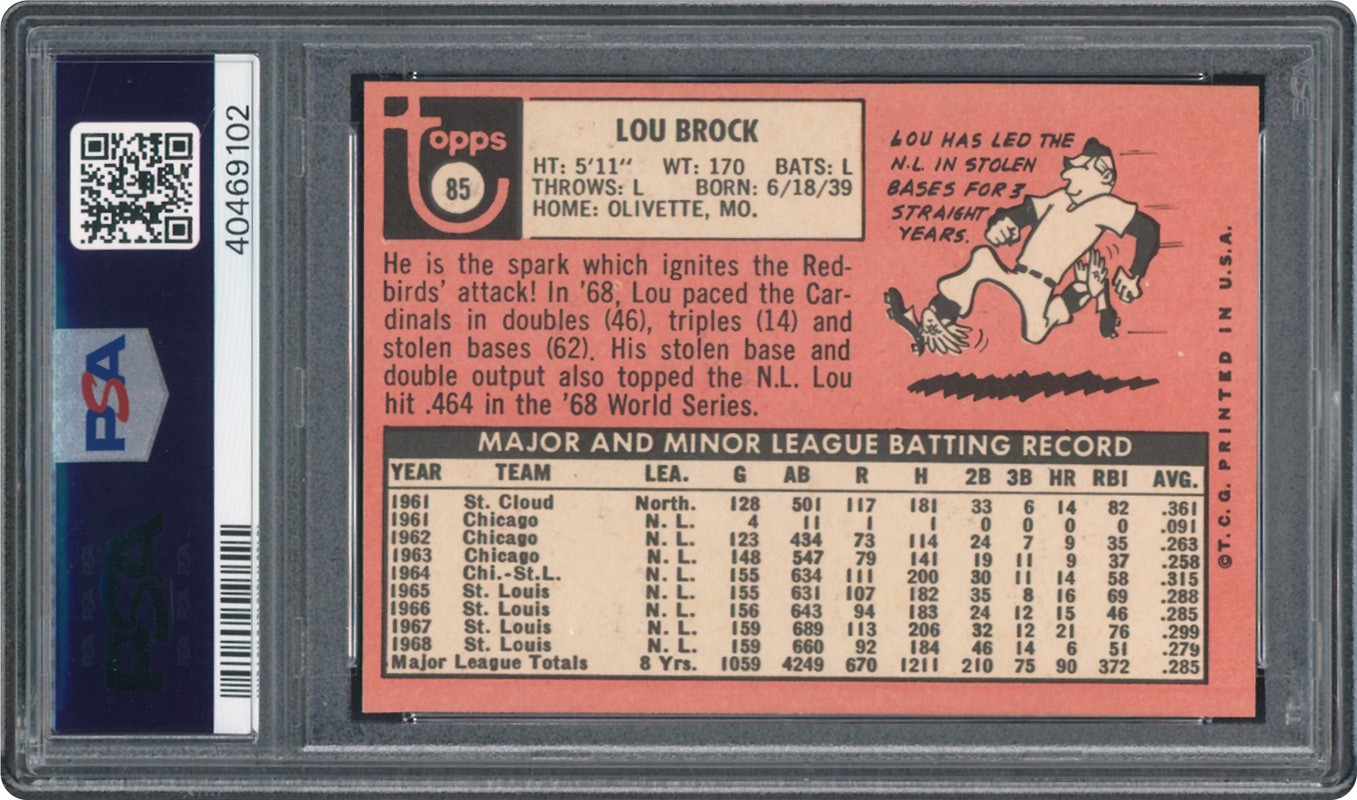 40469102
PSA
PSA
topps
85
LOU BROCK
HT: 5'11" WT: 170 BATS: L
THROWS: L BORN: 6/18/39
HOME: OLIVETTE, MO.
LOU HAS LED THE
N.L. IN STOLEN
BASES FOR 3
STRAIGHT
YEARS.
He is the spark which ignites the Red-
birds' attack! In '68, Lou paced the Car-
dinals in doubles (46), triples (14) and
stolen bases (62). His stolen base and
double output also topped the N.L. Lou
hit .464 in the '68 World Series.
MAJOR AND MINOR LEAGUE BATTING RECORD
YEAR TEAM LEA. G AB R H 2B 3B HR RBI AVG.
1961 St. Cloud North. 128 501 117 181 33 6 14 82 .361
1961 Chicago N. L. 4 11 1 1 0 0 0 0 .091
1962 Chicago N. L. 123 434 73 114 24 7 9 35 .263
1963 Chicago N. L. 148 547 79 141 19 11 9 37 .258
1964 Chi.-St.L. N. L. 155 634 111 200 30 11 14 58 .315
1965 St. Louis N. L. 155 631 107 182 35 8 16 69 .288
1966 St. Louis N. L. 156 643 94 183 24 12 15 46 .285
1967 St. Louis N. L. 159 689 113 206 32 12 21 76 .299
1968 St. Louis N. L. 159 660 92 184 46 14 6 51 .279
Major League Totals 8 Yrs. 1059 4249 670 1211 210 75 90 372 .285
©T.C.G. PRINTED IN U.S.A.